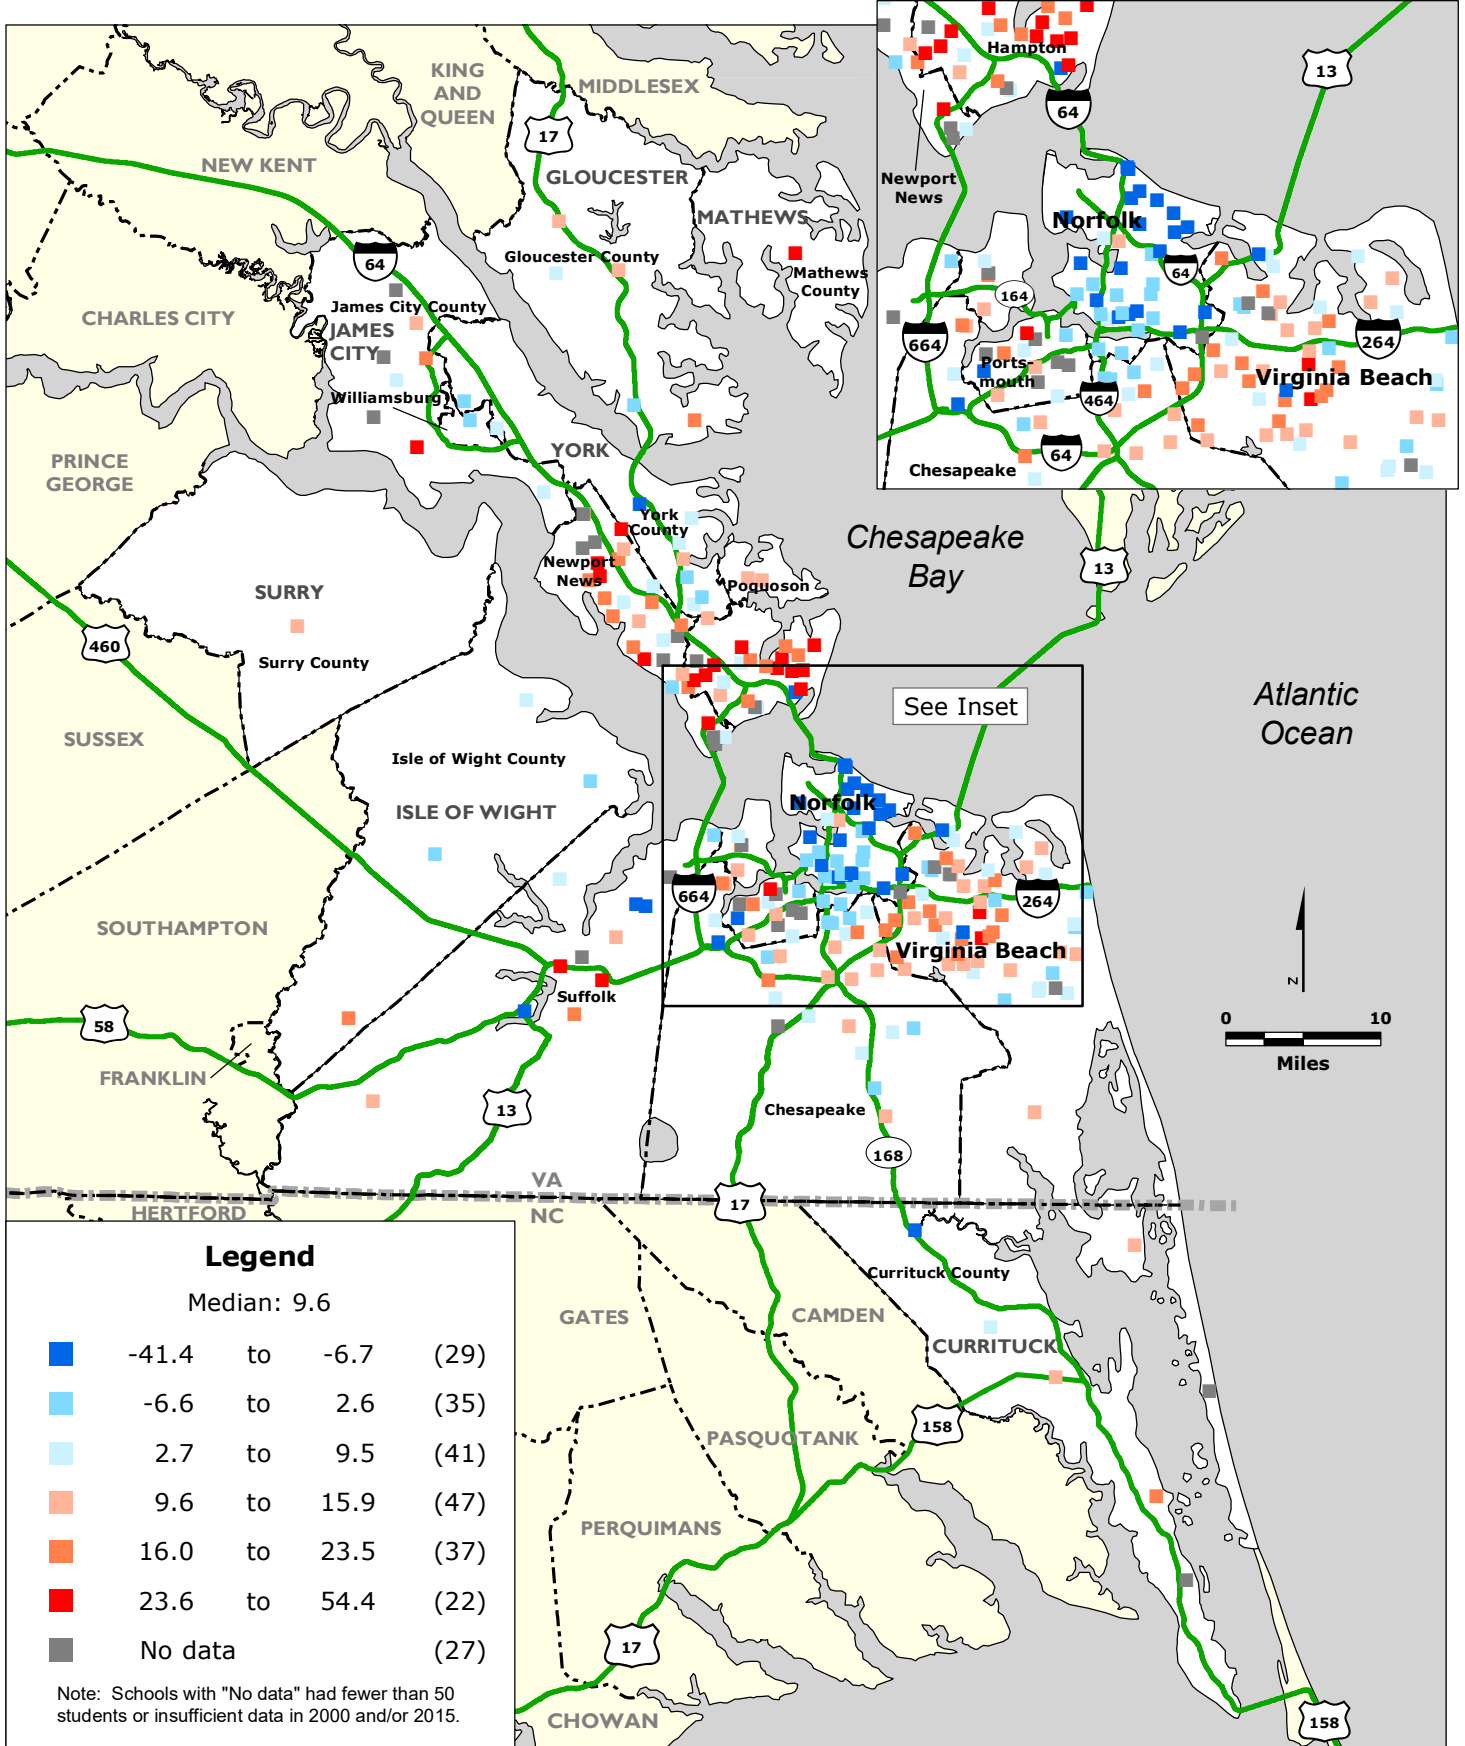 KING
AND
QUEEN
MIDDLESEX
17
NEW KENT
GLOUCESTER
MATHEWS
Gloucester County
Mathews
County
64
James City County
JAMES
CITY
CHARLES CITY
Williamsburg
PRINCE
GEORGE
YORK
York
County
Newport
News
Poquoson
SURRY
Surry County
460
SUSSEX
Isle of Wight County
ISLE OF WIGHT
SOUTHAMPTON
58
FRANKLIN
Suffolk
13
Hampton
64
13
Newport
News
Norfolk
64
164
664
264
Ports-
mouth
464
Virginia Beach
64
Chesapeake
Chesapeake
Bay
13
See Inset
Atlantic
Ocean
Norfolk
664
264
Virginia Beach
N
0 10
Miles
Chesapeake
168
VA
NC
17
HERTFORD
GATES
CAMDEN
Currituck County
CURRITUCK
158
PASQUOTANK
PERQUIMANS
17
CHOWAN
158
Legend
Median: 9.6
-41.4 to -6.7 (29)
-6.6 to 2.6 (35)
2.7 to 9.5 (41)
9.6 to 15.9 (47)
16.0 to 23.5 (37)
23.6 to 54.4 (22)
No data (27)
Note: Schools with "No data" had fewer than 50
students or insufficient data in 2000 and/or 2015.